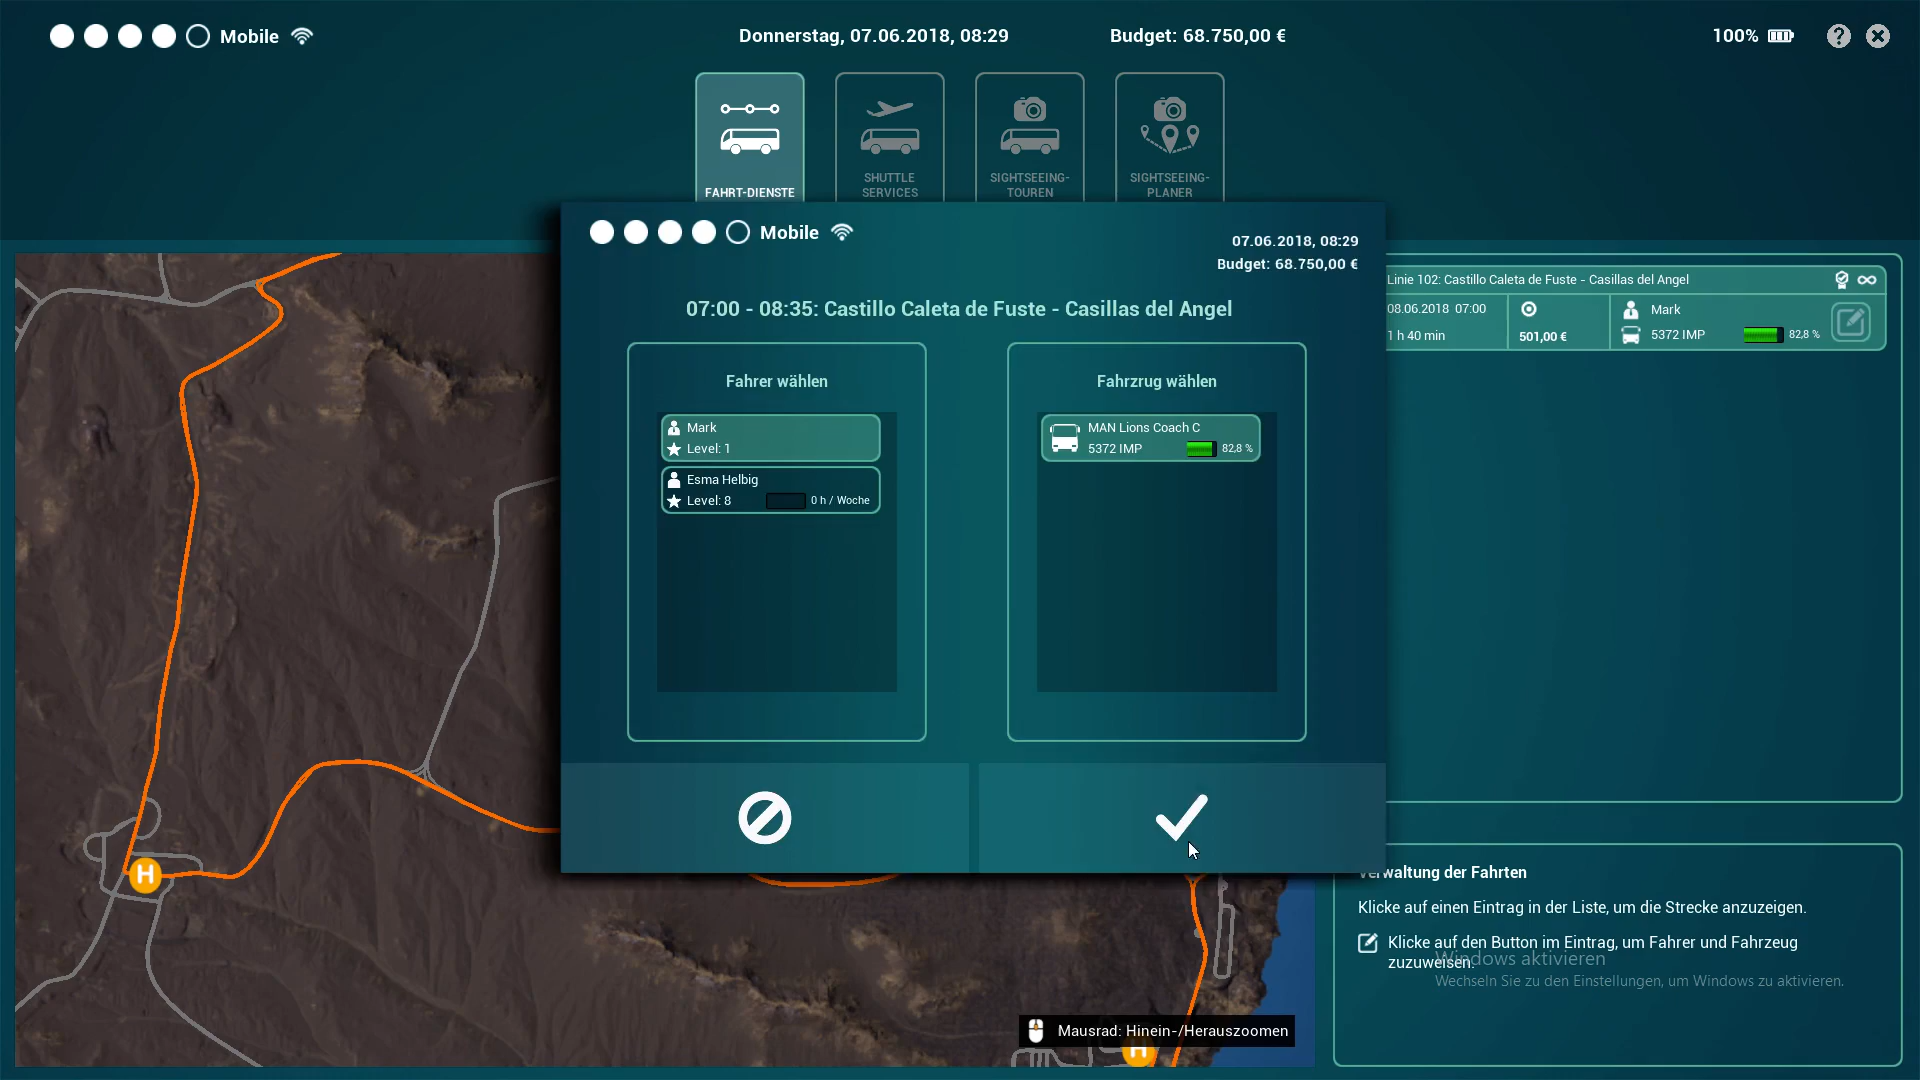 Mobile
Donnerstag, 07.06.2018, 08:29
Budget: 68.750,00 €
100%
FAHRT-DIENSTE
SHUTTLE
SERVICES
SIGHTSEEING-
TOUREN
SIGHTSEEING-
PLANER
Mobile
07.06.2018, 08:29
Budget: 68.750,00 €
07:00 - 08:35: Castillo Caleta de Fuste - Casillas del Angel
Fahrer wählen
Mark
Level: 1
Esma Helbig
Level: 8
0 h / Woche
Fahrzrug wählen
MAN Lions Coach C
5372 IMP
82,8 %
Linie 102: Castillo Caleta de Fuste - Casillas del Angel
08.06.2018 07:00
1 h 40 min
501,00 €
Mark
5372 IMP
82,8 %
H
H
Mausrad: Hinein-/Herauszoomen
Verwaltung der Fahrten
Klicke auf einen Eintrag in der Liste, um die Strecke anzuzeigen.
Klicke auf den Button im Eintrag, um Fahrer und Fahrzeug
zuzuweisen.
Windows aktivieren
Wechseln Sie zu den Einstellungen, um Windows zu aktivieren.